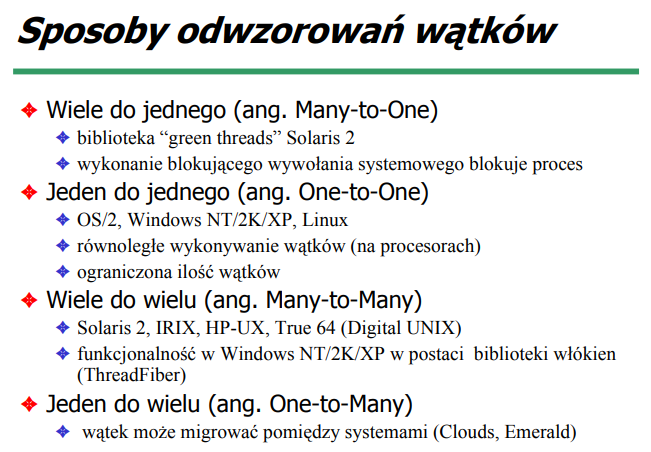 Sposoby odwzorowań wątków
Wiele do jednego (ang. Many-to-One)
biblioteka “green threads” Solaris 2
wykonanie blokującego wywołania systemowego blokuje proces
Jeden do jednego (ang. One-to-One)
OS/2, Windows NT/2K/XP, Linux
równoległe wykonywanie wątków (na procesorach)
ograniczona ilość wątków
Wiele do wielu (ang. Many-to-Many)
Solaris 2, IRIX, HP-UX, True 64 (Digital UNIX)
funkcjonalność w Windows NT/2K/XP w postaci biblioteki włókien
(ThreadFiber)
Jeden do wielu (ang. One-to-Many)
wątek może migrować pomiędzy systemami (Clouds, Emerald)